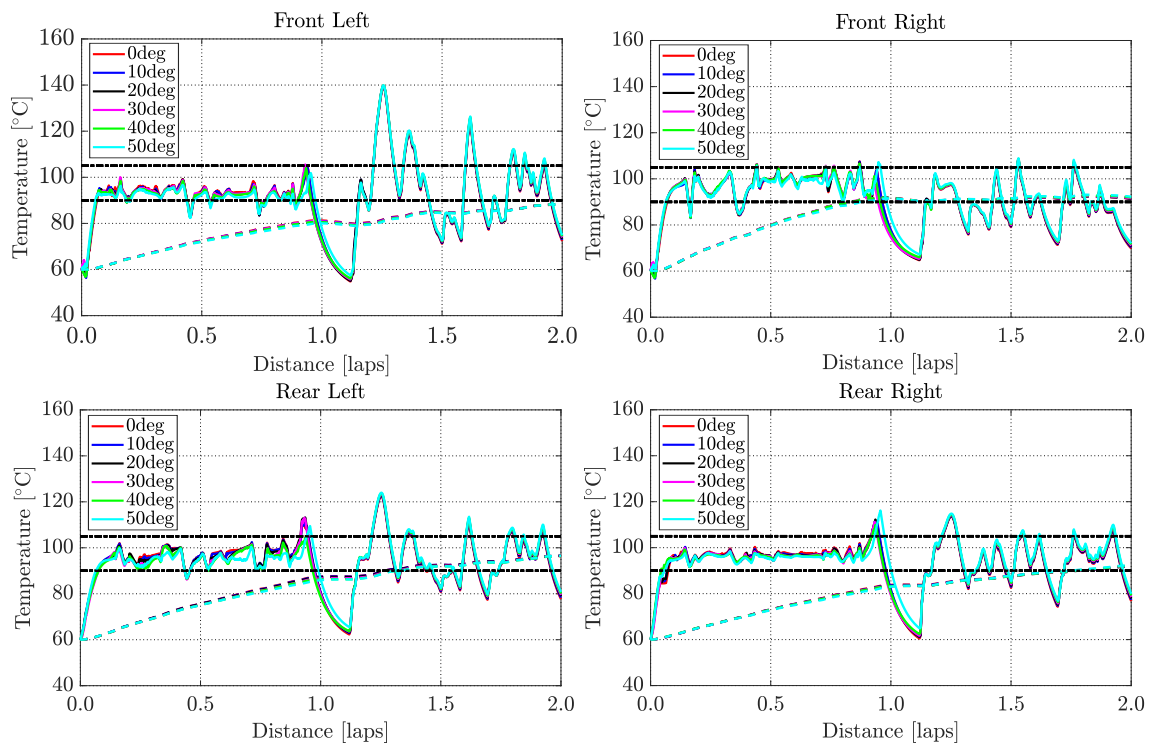 Front Left
Temperature [°C]
160
140
120
100
80
60
40
0deg
10deg
20deg
30deg
40deg
50deg
0.0 0.5 1.0 1.5 2.0
Distance [laps]
Front Right
Temperature [°C]
160
140
120
100
80
60
40
0deg
10deg
20deg
30deg
40deg
50deg
0.0 0.5 1.0 1.5 2.0
Distance [laps]
Rear Left
Temperature [°C]
160
140
120
100
80
60
40
0deg
10deg
20deg
30deg
40deg
50deg
0.0 0.5 1.0 1.5 2.0
Distance [laps]
Rear Right
Temperature [°C]
160
140
120
100
80
60
40
0deg
10deg
20deg
30deg
40deg
50deg
0.0 0.5 1.0 1.5 2.0
Distance [laps]